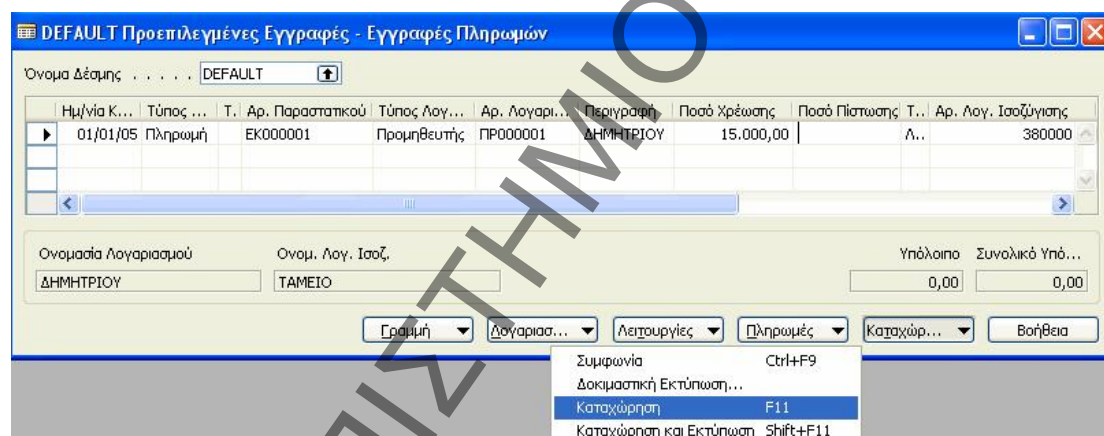 DEFAULT Προεπιλεγμένες Εγγραφές - Εγγραφές Πληρωμών
Όνομα Δέσμης . . . . . DEFAULT
Ημ/νία Κ... Τύπος ... Τ. Αρ. Παραστατικού Τύπος Λογ... Αρ. Λογαρι... Περιγραφή Ποσό Χρέωσης Ποσό Πίστωσης Τ.. Αρ. Λογ. Ισοζύγισης
01/01/05 Πληρωμή ΕΚ000001 Προμηθευτής ΠΡ000001 ΔΗΜΗΤΡΙΟΥ 15.000,00 Λ.. 380000
Ονομασία Λογαριασμού Ονομ. Λογ. Ισοζ. Υπόλοιπο Συνολικό Υπό...
ΔΗΜΗΤΡΙΟΥ ΤΑΜΕΙΟ 0,00 0,00
Γραμμή Λογαριασ... Λειτουργίες Πληρωμές Καταχώρ... Βοήθεια
Συμφωνία Ctrl+F9
Δοκιμαστική Εκτύπωση...
Καταχώρηση F11
Καταχώρηση και Εκτύπωση Shift+F11